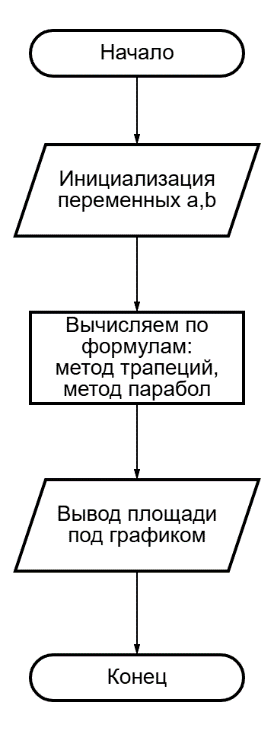 Начало
Инициализация
переменных a,b
Вычисляем по
формулам:
метод трапеций,
метод парабол
Вывод площади
под графиком
Конец